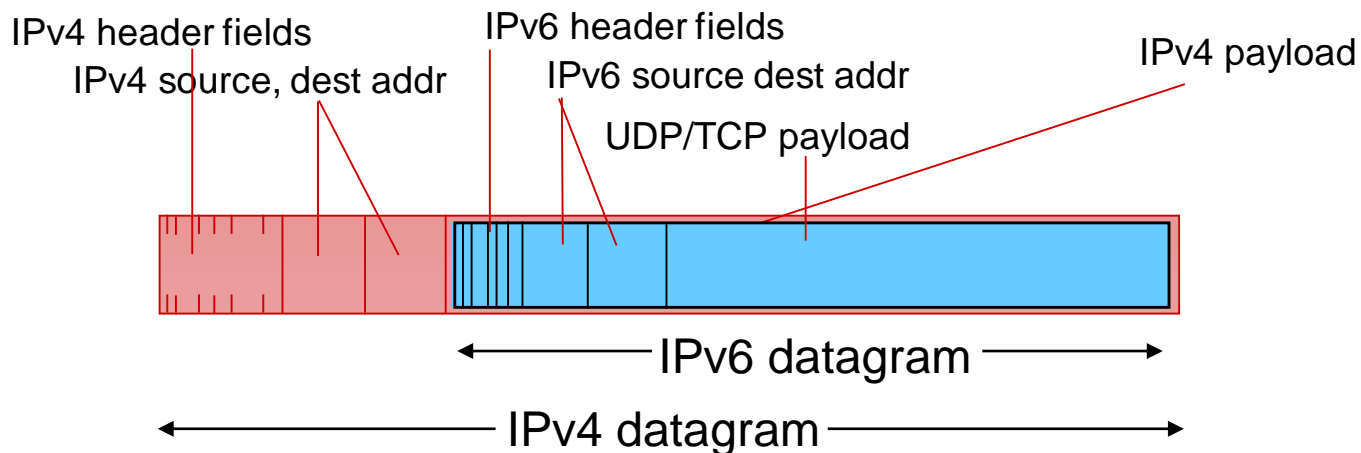 IPv4 header fields
IPv6 header fields
IPv4 payload
IPv4 source, dest addr
IPv6 source dest addr
UDP/TCP payload
IPv6 datagram
IPv4 datagram